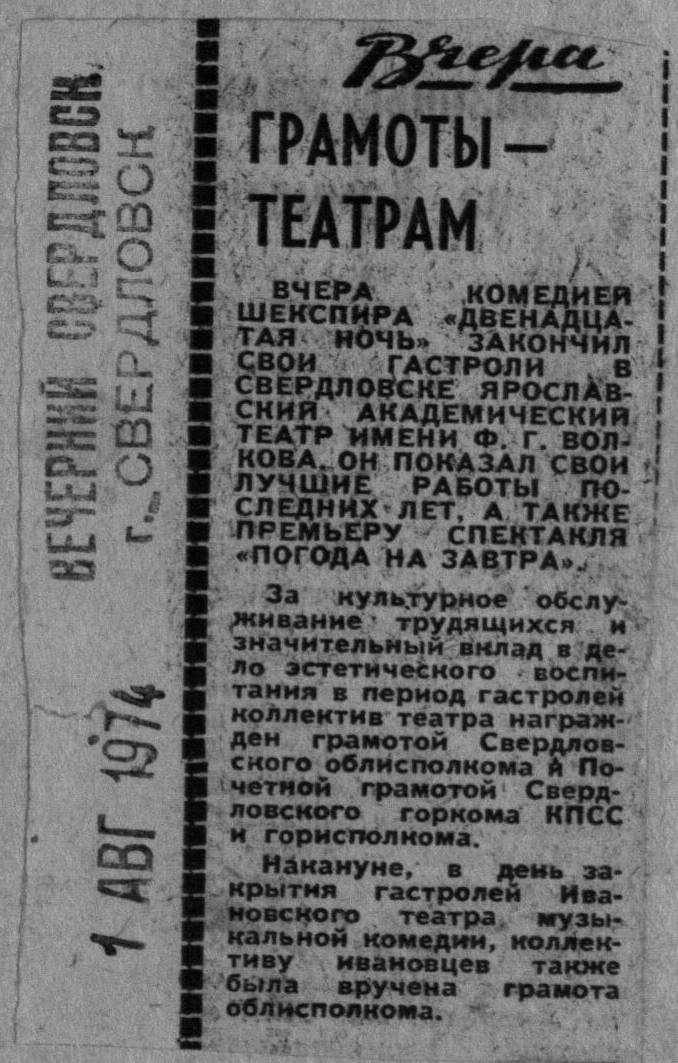 ВЕЧЕРНИЙ СВЕРДЛОВСК
г. СВЕРДЛОВСК
1 АВГ 1974
Вчера
ГРАМОТЫ —
ТЕАТРАМ
ВЧЕРА КОМЕДИЕЙ
ШЕКСПИРА «ДВЕНАДЦА-
ТАЯ НОЧЬ» ЗАКОНЧИЛ
СВОИ ГАСТРОЛИ В
СВЕРДЛОВСКЕ ЯРОСЛАВ-
СКИЙ АКАДЕМИЧЕСКИЙ
ТЕАТР ИМЕНИ Ф. Г. ВОЛ-
КОВА. ОН ПОКАЗАЛ СВОИ
ЛУЧШИЕ РАБОТЫ ПО-
СЛЕДНИХ ЛЕТ, А ТАКЖЕ
ПРЕМЬЕРУ СПЕКТАКЛЯ
«ПОГОДА НА ЗАВТРА».
За культурное обслу-
живание трудящихся и
значительный вклад в де-
ло эстетического воспи-
тания в период гастролей
коллектив театра награж-
ден грамотой Свердлов-
ского облисполкома и По-
четной грамотой Сверд-
ловского горкома КПСС
и горисполкома.
Накануне, в день за-
крытия гастролей Ива-
новского театра музы-
кальной комедии, коллек-
тиву ивановцев также
была вручена грамота
облисполкома.